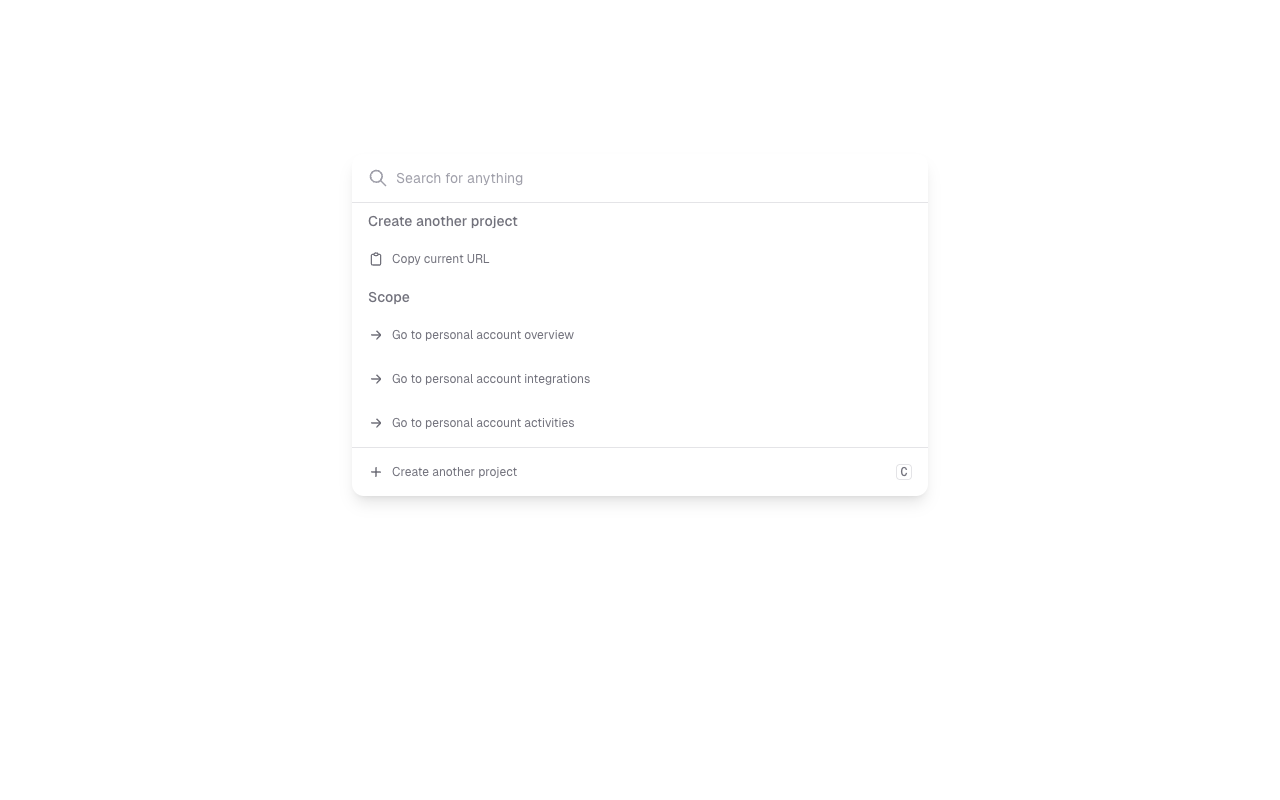 Search for anything
Create another project
Copy current URL
Scope
Go to personal account overview
Go to personal account integrations
Go to personal account activities
Create another project C